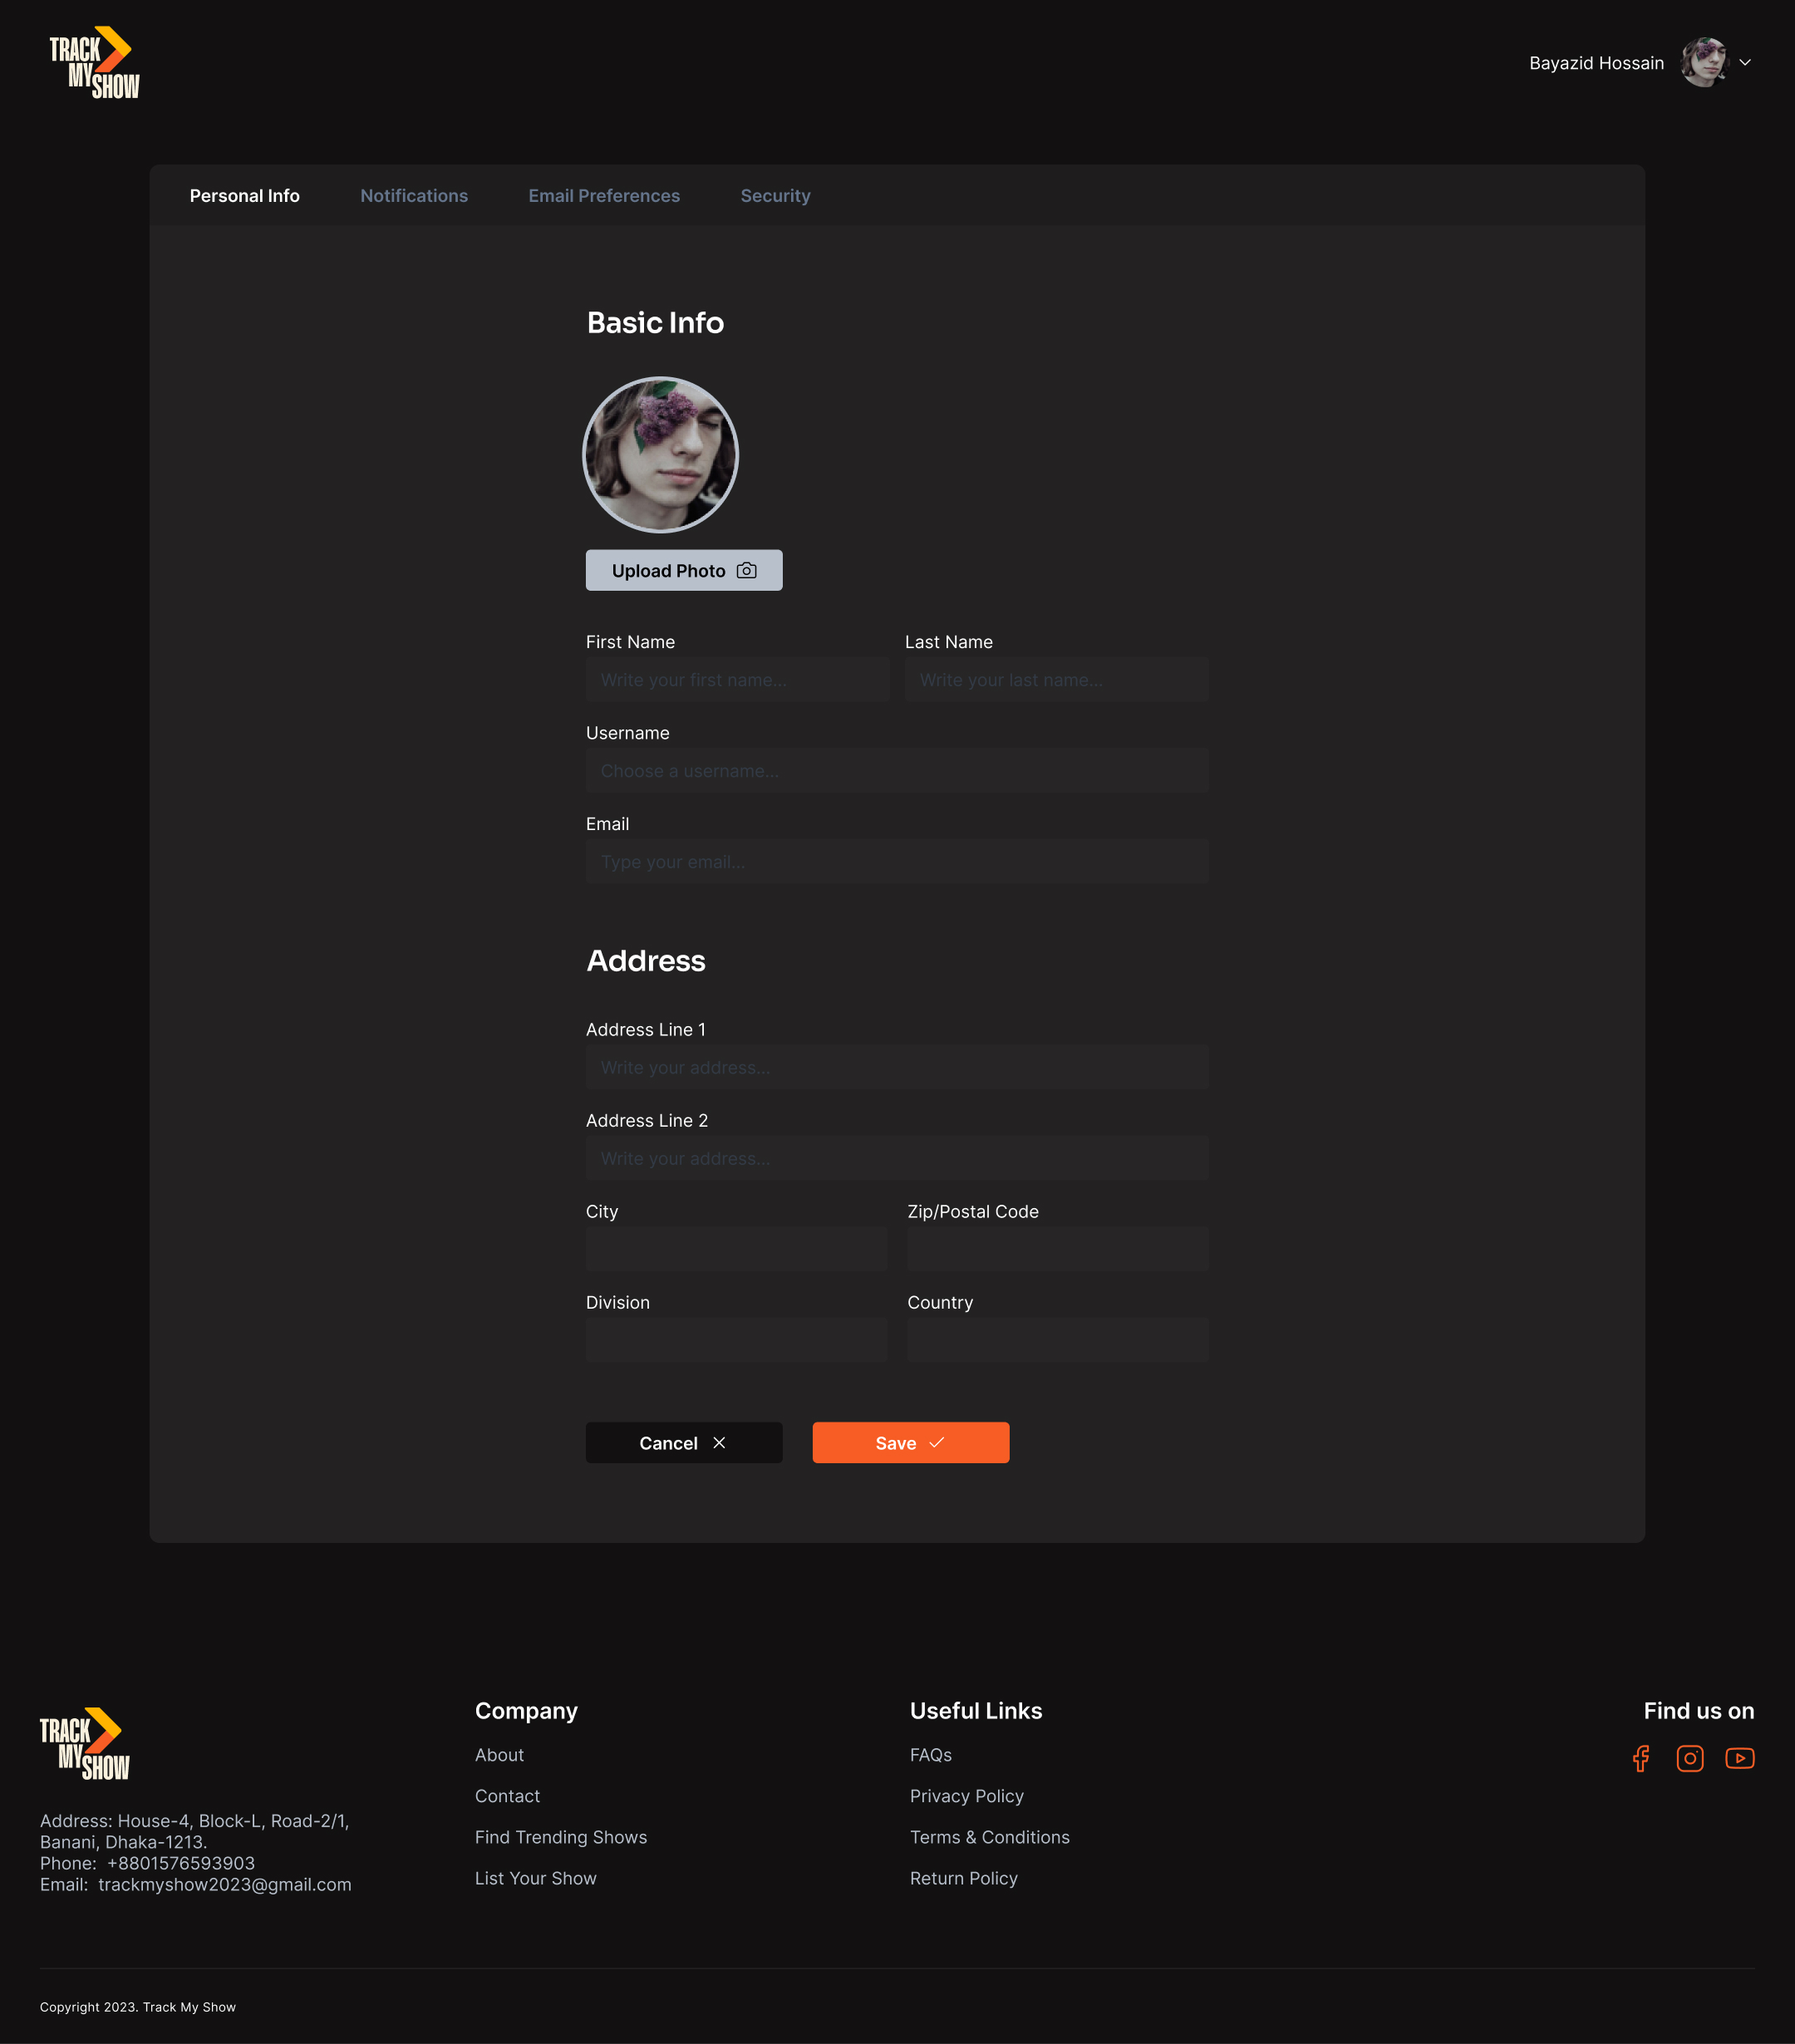 TRACK
MY
SHOW
Bayazid Hossain
Personal Info
Notifications
Email Preferences
Security
Basic Info
Upload Photo
First Name
Last Name
Write your first name...
Write your last name...
Username
Choose a username...
Email
Type your email...
Address
Address Line 1
Write your address...
Address Line 2
Write your address...
City
Zip/Postal Code
Division
Country
Cancel
Save
TRACK
MY
SHOW
Address: House-4, Block-L, Road-2/1,
Banani, Dhaka-1213.
Phone: +8801576593903
Email: trackmyshow2023@gmail.com
Company
About
Contact
Find Trending Shows
List Your Show
Useful Links
FAQs
Privacy Policy
Terms & Conditions
Return Policy
Find us on
Copyright 2023. Track My Show